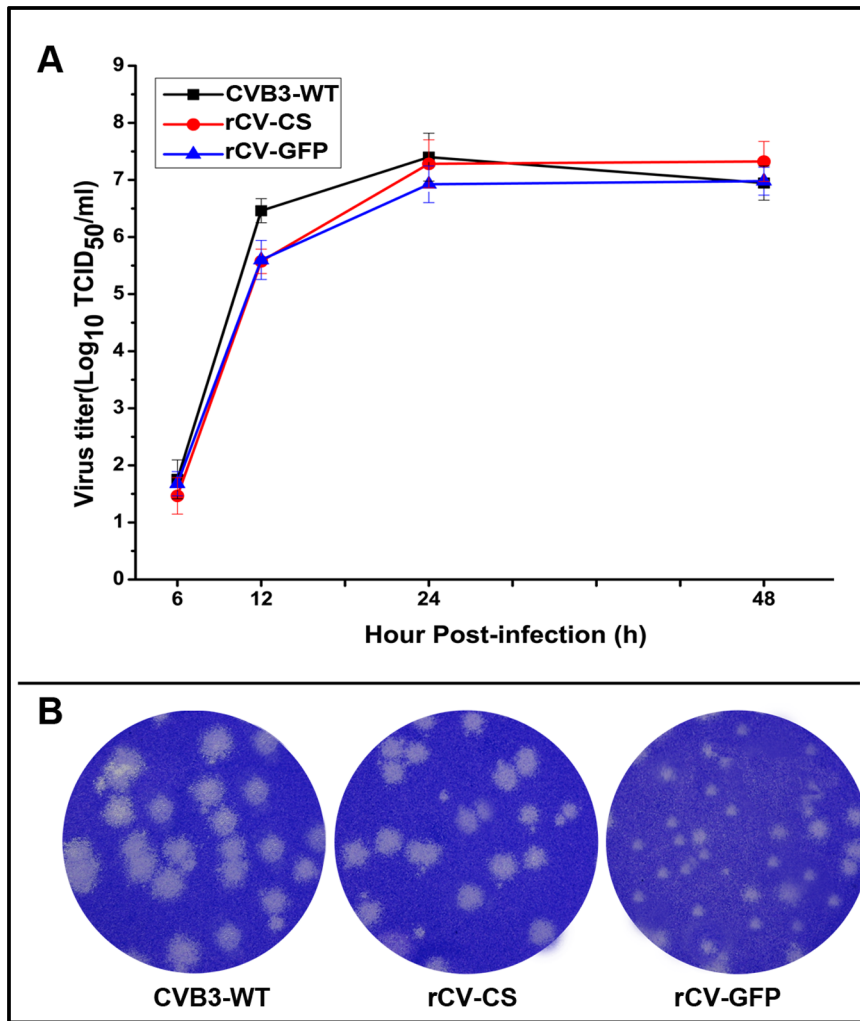 A
CVB3-WT
rCV-CS
rCV-GFP
Virus titer(Log10 TCID50/ml)
9
8
7
6
5
4
3
2
1
0
6 12 24 48
Hour Post-infection (h)
B
CVB3-WT rCV-CS rCV-GFP